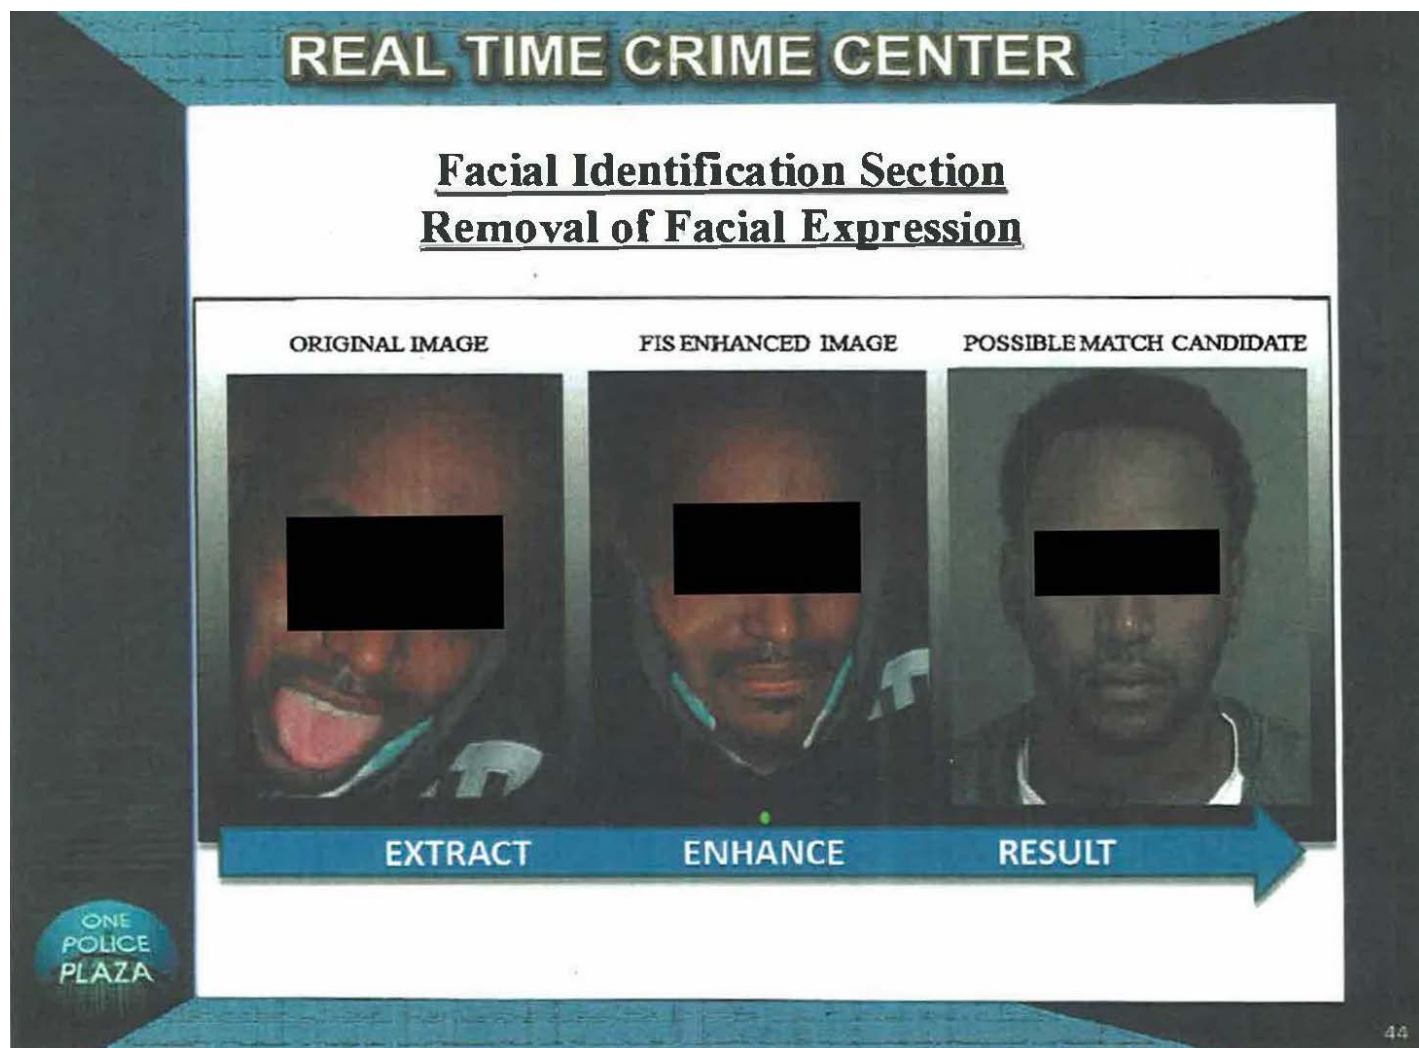 REAL TIME CRIME CENTER
Facial Identification Section
Removal of Facial Expression
ORIGINAL IMAGE
FIS ENHANCED IMAGE
POSSIBLE MATCH CANDIDATE
EXTRACT
ENHANCE
RESULT
ONE
POLICE
PLAZA
44